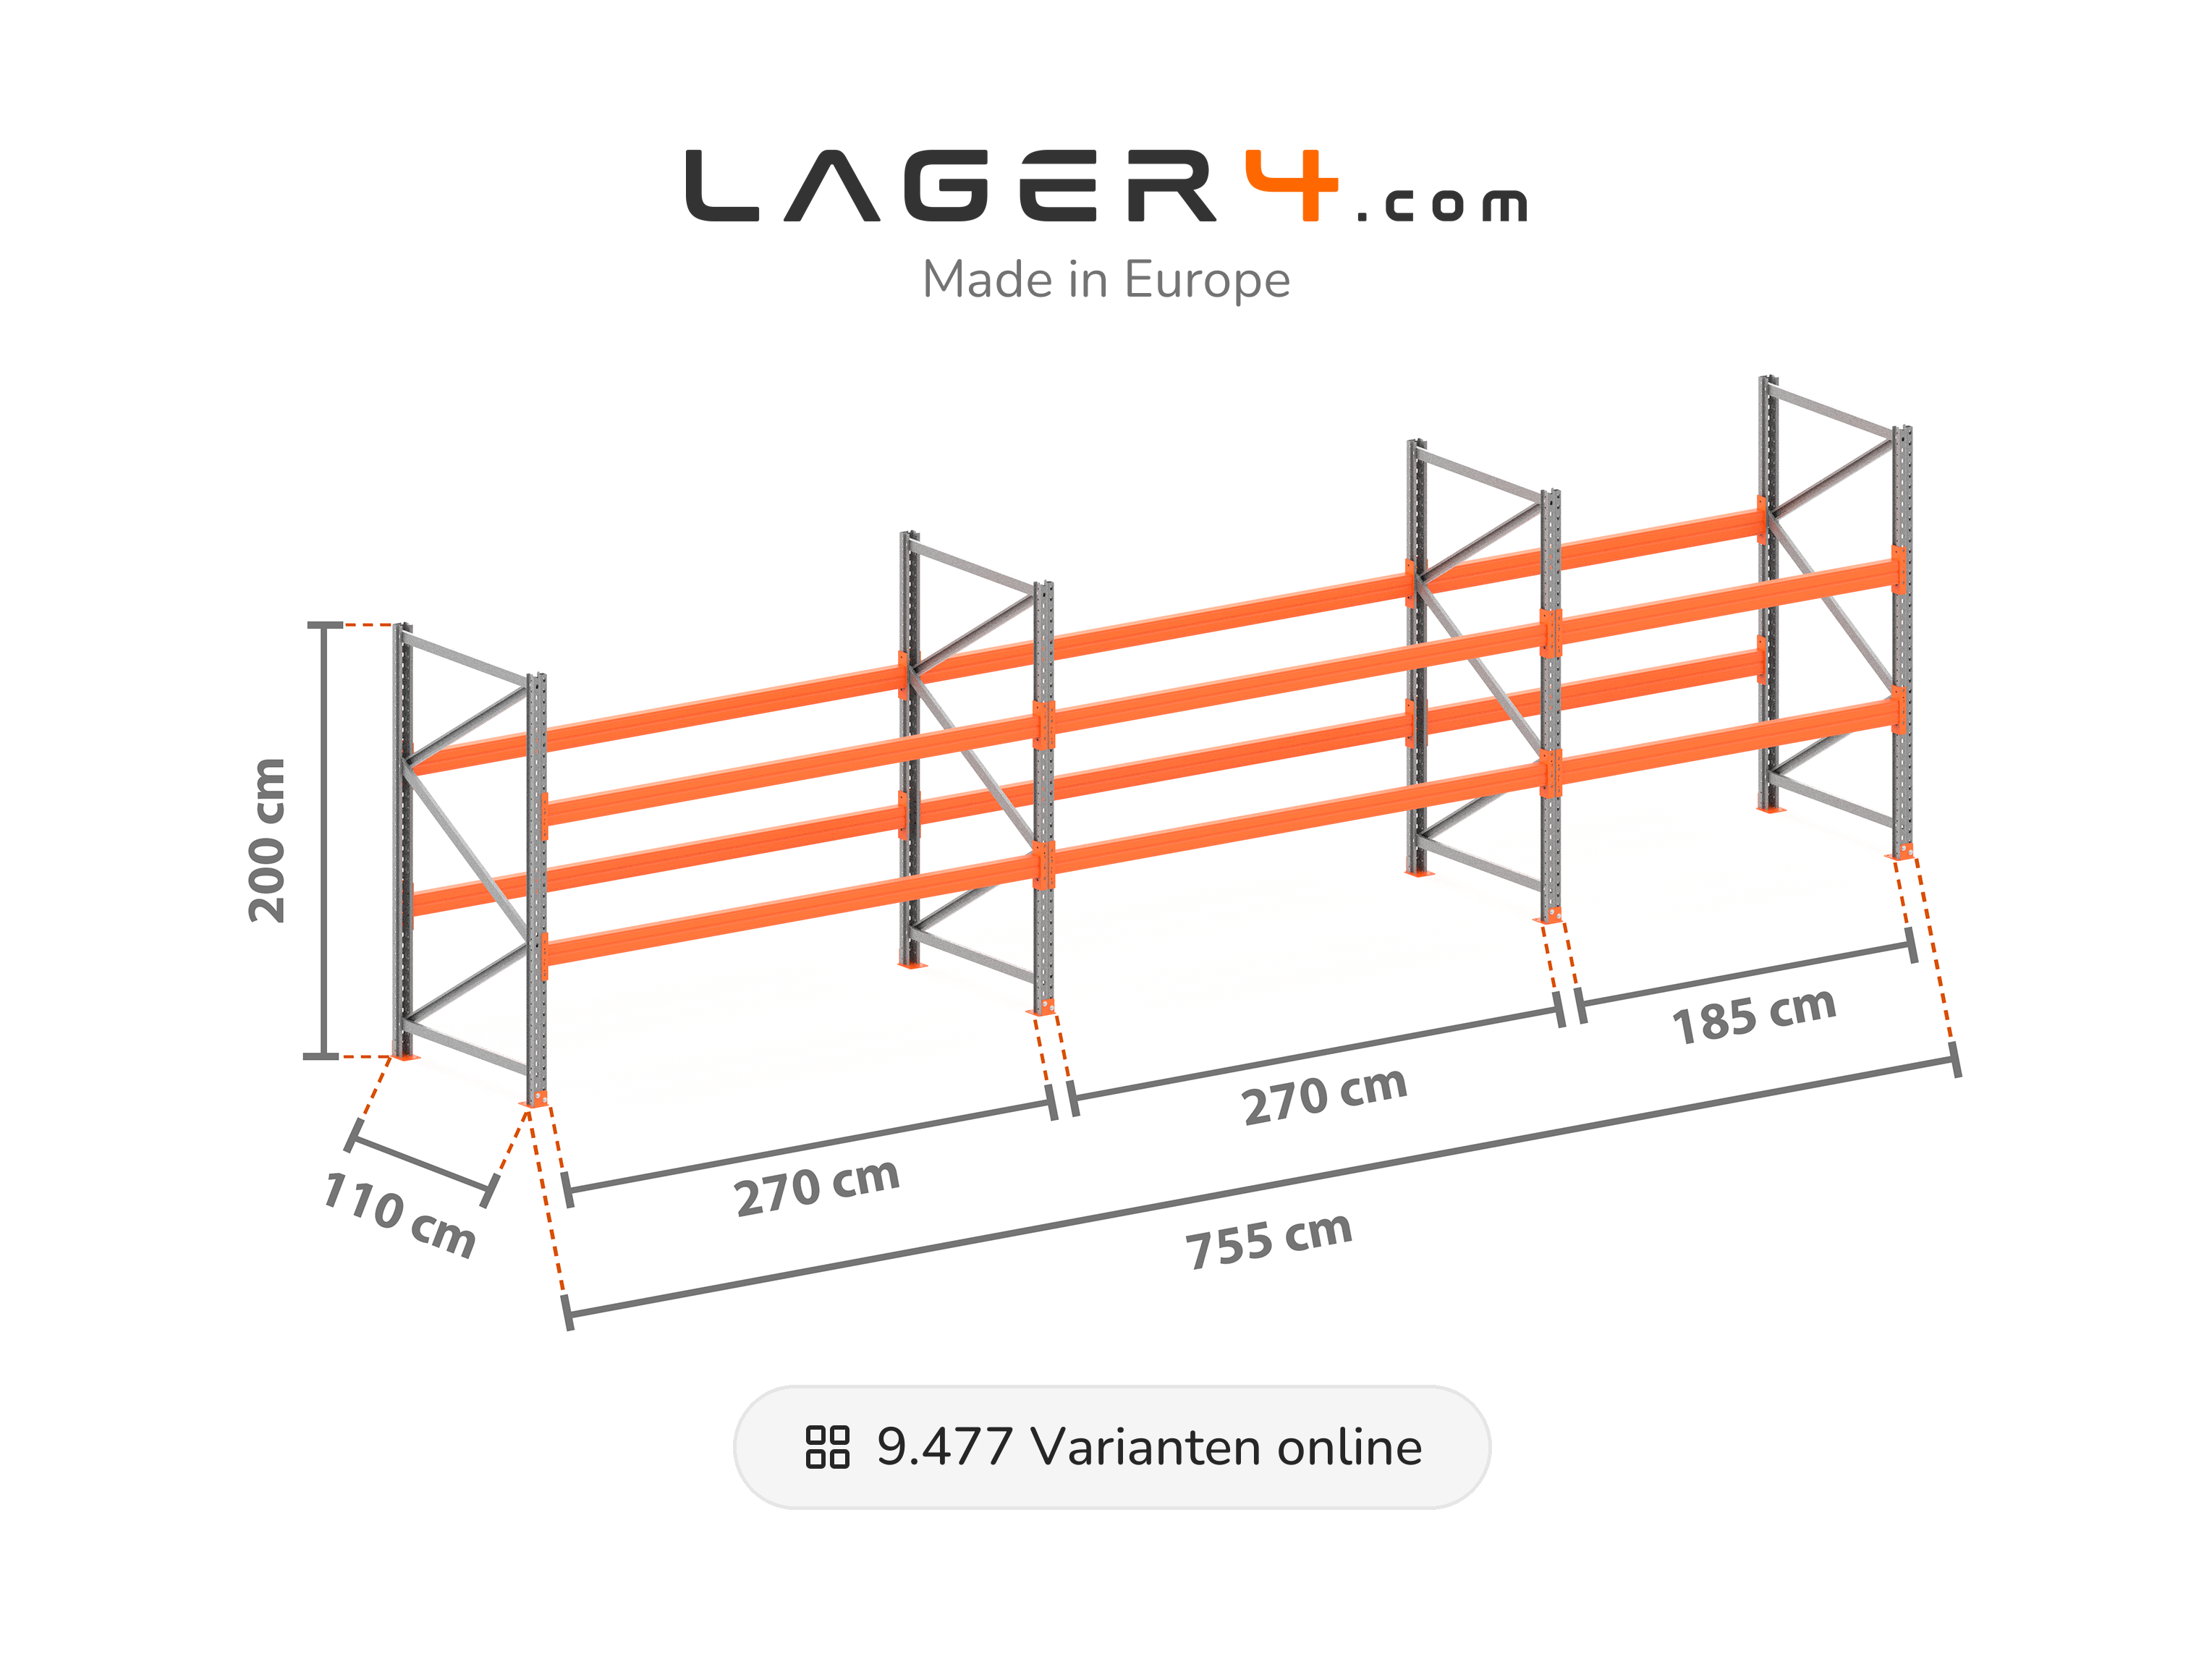 LAGER4.com
Made in Europe
200 cm
110 cm
270 cm
270 cm
185 cm
755 cm
9.477 Varianten online